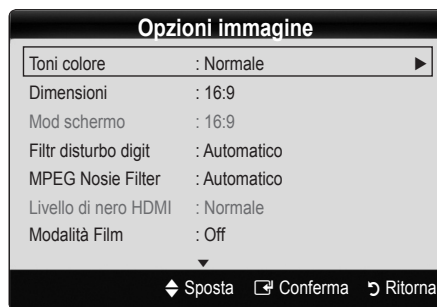 Opzioni immagine
Toni colore : Normale
Dimensioni : 16:9
Mod schermo : 16:9
Filtr disturbo digit : Automatico
MPEG Nosie Filter : Automatico
Livello di nero HDMI : Normale
Modalità Film : Off
Sposta Conferma Ritorna